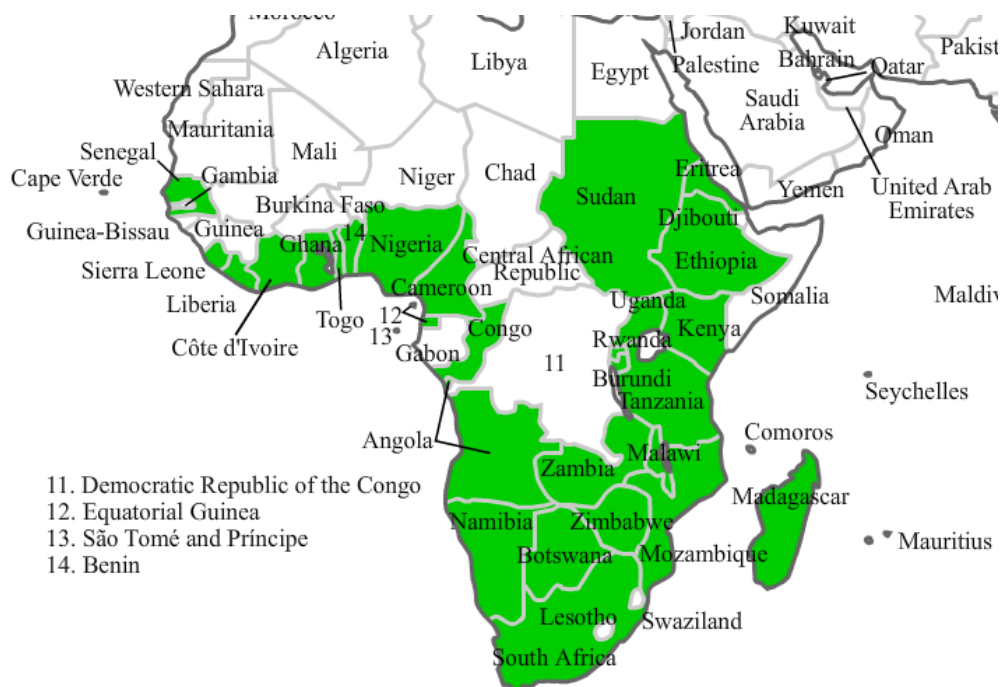 Morocco
Algeria
Libya
Egypt
Jordan
Palestine
Kuwait
Bahrain
Qatar
Pakist
Western Sahara
Mauritania
Mali
Niger
Chad
Saudi
Arabia
Oman
Yemen
United Arab
Emirates
Senegal
Gambia
Cape Verde
Burkina Faso
Guinea-Bissau
Guinea
Ghana
14
Nigeria
Sudan
Eritrea
Djibouti
Ethiopia
Central African
Republic
Sierra Leone
Liberia
Côte d'Ivoire
Togo
Cameroon
12
13
Gabon
Congo
11
Uganda
Kenya
Somalia
Maldiv
Rwanda
Burundi
Tanzania
Seychelles
Angola
Zambia
Malawi
Comoros
Madagascar
Mauritius
Namibia
Zimbabwe
Botswana
Mozambique
Lesotho
Swaziland
South Africa
11. Democratic Republic of the Congo
12. Equatorial Guinea
13. São Tomé and Príncipe
14. Benin